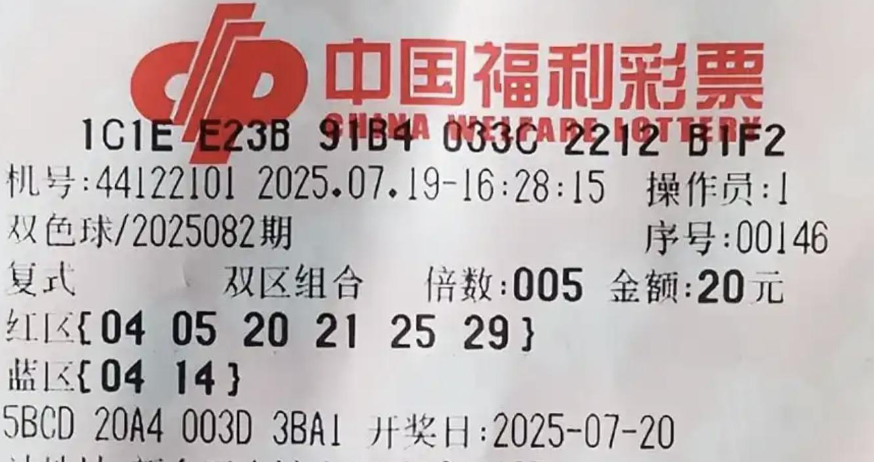 中国福利彩票
CHINA WELFARE LOTTERY
1C1E E23B 91B4 033C 2212 B1F2
机号:44122101 2025.07.19-16:28:15 操作员:1
双色球/2025082期 序号:00146
复式 双区组合 倍数:005 金额:20元
红区{04 05 20 21 25 29}
蓝区{04 14}
5BCD 20A4 003D 3BA1 开奖日:2025-07-20